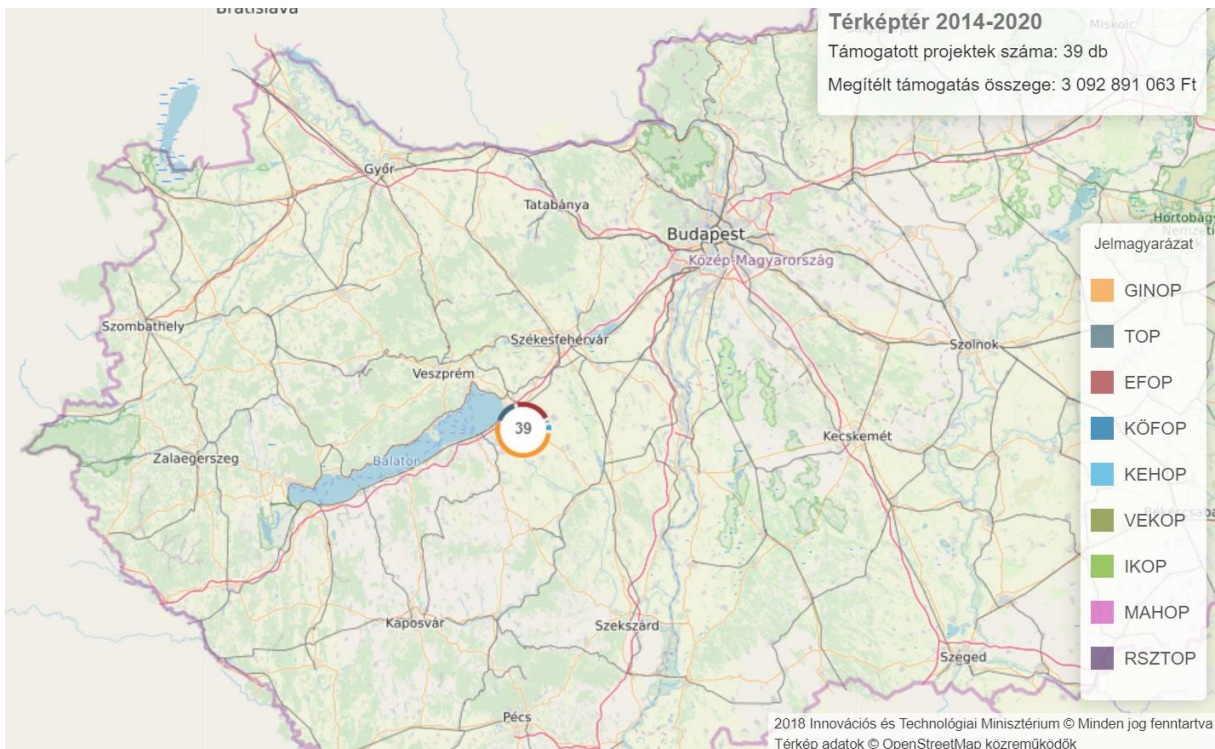 Bratislava
Térképtér 2014-2020
Támogatott projektek száma: 39 db
Megítélt támogatás összege: 3 092 891 063 Ft
Miskolc
Győr
Tatabánya
Budapest
Közép-Magyarország
Hortobágy
Nemzeti
Jelmagyarázat
GINOP
TOP
EFOP
KÖFOP
KEHOP
VEKOP
IKOP
MAHOP
RSZTOP
Szombathely
Székesfehérvár
Szolnok
Veszprém
39
Kecskemét
Zalaegerszeg
Balaton
Kaposvár
Szekszárd
Szeged
Pécs
2018 Innovációs és Technológiai Minisztérium © Minden jog fenntartva
Térkép adatok © OpenStreetMap közreműködők